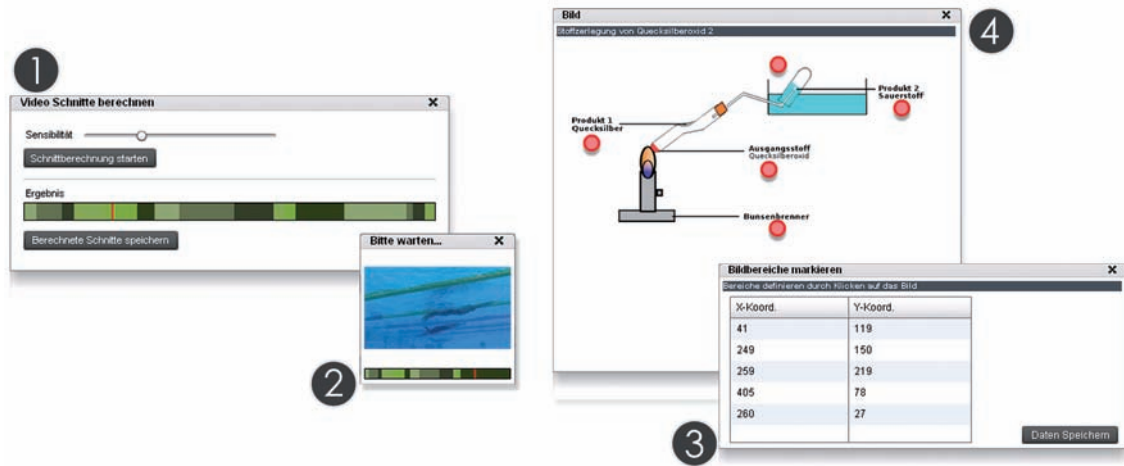 1
Video Schnitte berechnen
Sensibilität
Schnittberechnung starten
Ergebnis
Berechnete Schnitte speichern
2
Bitte warten...
4
Bild
Stoffzerlegung von Quecksilberoxid 2
Produkt 1
Quecksilber
Produkt 2
Sauerstoff
Ausgangsstoff
Quecksilberoxid
Bunsenbrenner
3
Bildbereiche markieren
Bereiche definieren durch Klicken auf das Bild
X-Koord. Y-Koord.
41 119
249 150
259 219
405 78
260 27
Daten Speichern